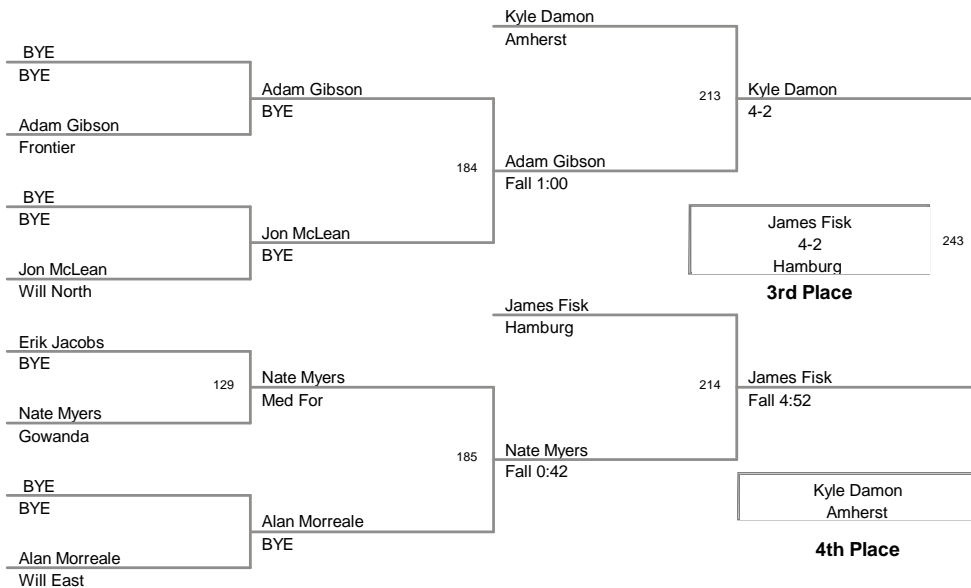 BYE
BYE
Adam Gibson
Frontier
BYE
BYE
Jon McLean
Will North
Erik Jacobs
BYE
Nate Myers
Gowanda
BYE
BYE
Alan Morreale
Will East
129
Adam Gibson
BYE
Jon McLean
BYE
Nate Myers
Med For
Alan Morreale
BYE
184
185
Kyle Damon
Amherst
Adam Gibson
Fall 1:00
James Fisk
Hamburg
Nate Myers
Fall 0:42
213
214
Kyle Damon
4-2
James Fisk
4-2
Hamburg
243
3rd Place
James Fisk
Fall 4:52
Kyle Damon
Amherst
4th Place